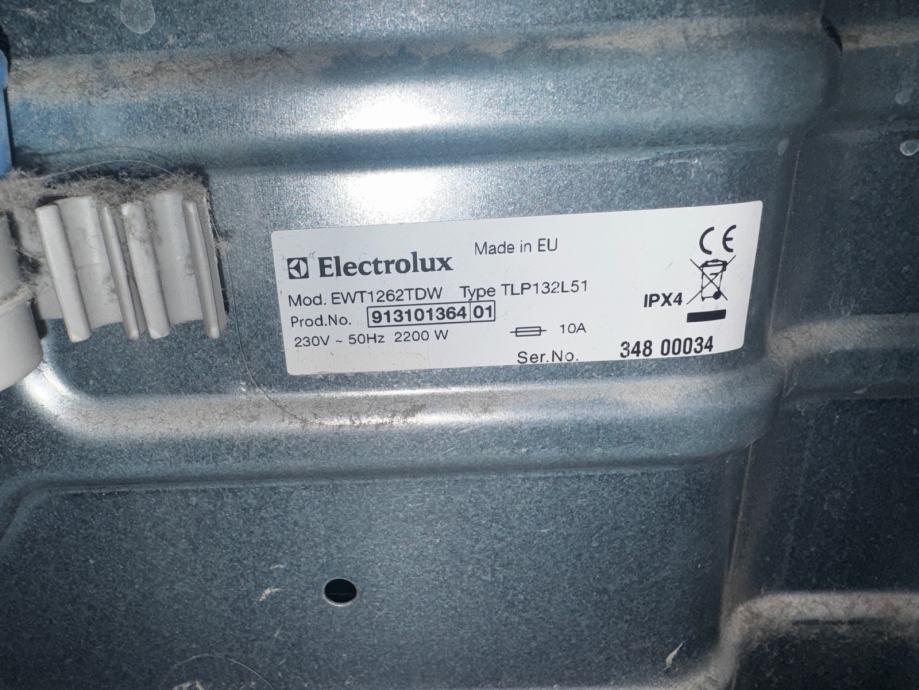 Electrolux Made in EU CE
Mod. EWT1262TDW Type TLP132L51
Prod.No. 913101364 01 IPX4
230V ~ 50Hz 2200 W 10A
Ser.No. 348 00034